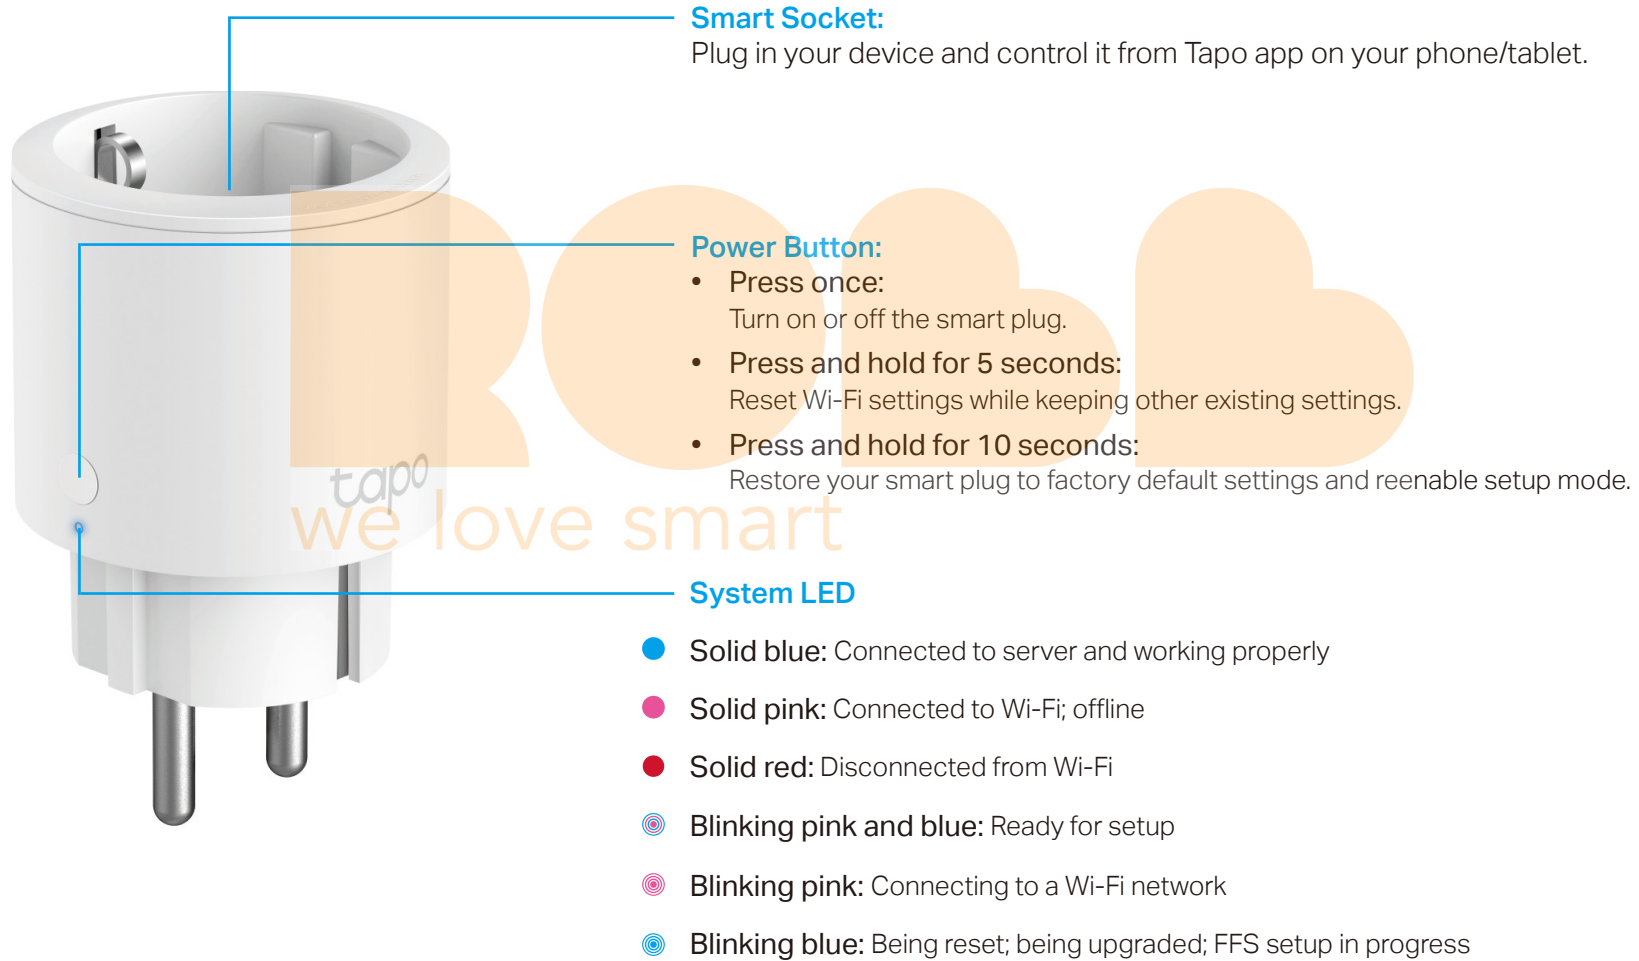 Smart Socket:
Plug in your device and control it from Tapo app on your phone/tablet.
Power Button:
• Press once:
Turn on or off the smart plug.
• Press and hold for 5 seconds:
Reset Wi-Fi settings while keeping other existing settings.
• Press and hold for 10 seconds:
Restore your smart plug to factory default settings and reenable setup mode.
tapo
ROLL
we love smart
System LED
Solid blue: Connected to server and working properly
Solid pink: Connected to Wi-Fi; offline
Solid red: Disconnected from Wi-Fi
Blinking pink and blue: Ready for setup
Blinking pink: Connecting to a Wi-Fi network
Blinking blue: Being reset; being upgraded; FFS setup in progress